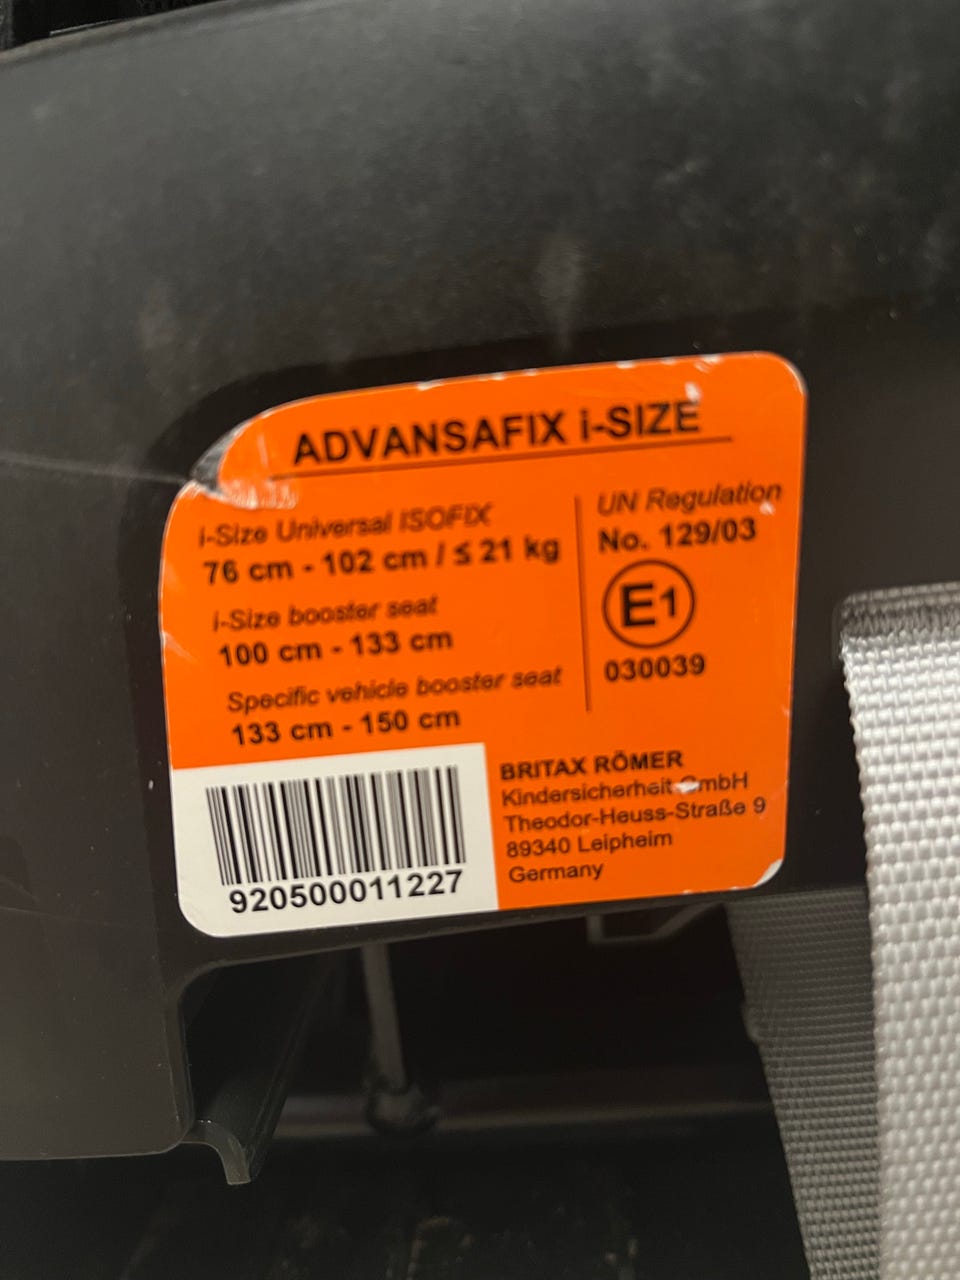 ADVANSAFIX i-SIZE
i-Size Universal ISOFIX
76 cm - 102 cm / ≤ 21 kg
i-Size booster seat
100 cm - 133 cm
Specific vehicle booster seat
133 cm - 150 cm
UN Regulation
No. 129/03
E1
030039
920500011227
BRITAX RÖMER
Kindersicherheit GmbH
Theodor-Heuss-Straße 9
89340 Leipheim
Germany